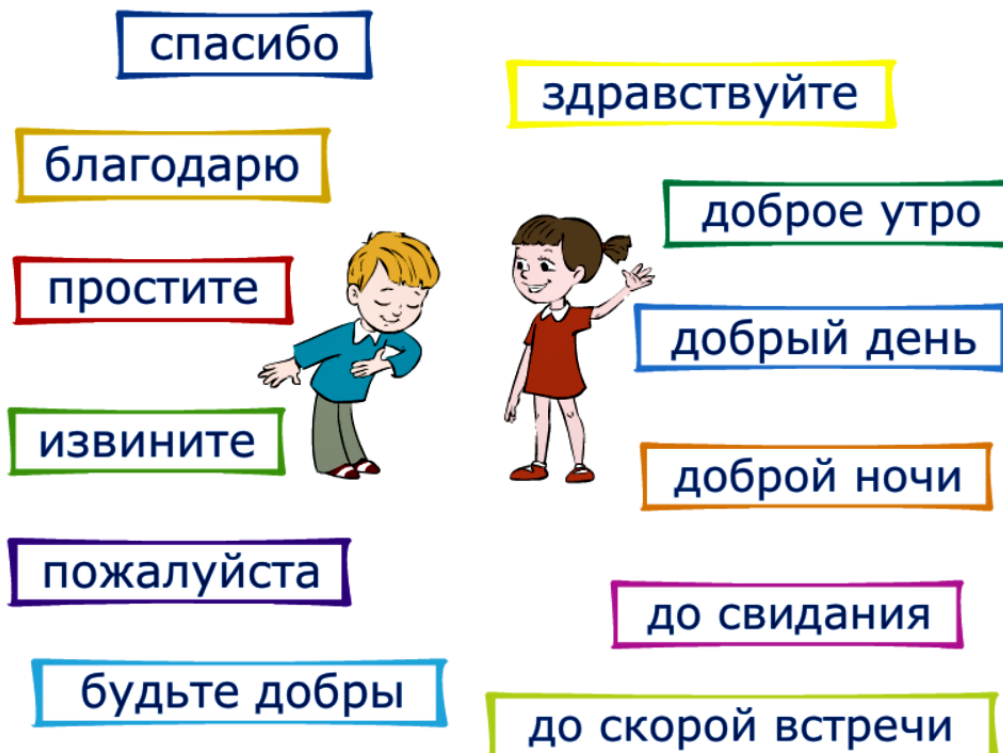 спасибо
благодарю
простите
извините
пожалуйста
будьте добры
здравствуйте
доброе утро
добрый день
доброй ночи
до свидания
до скорой встречи